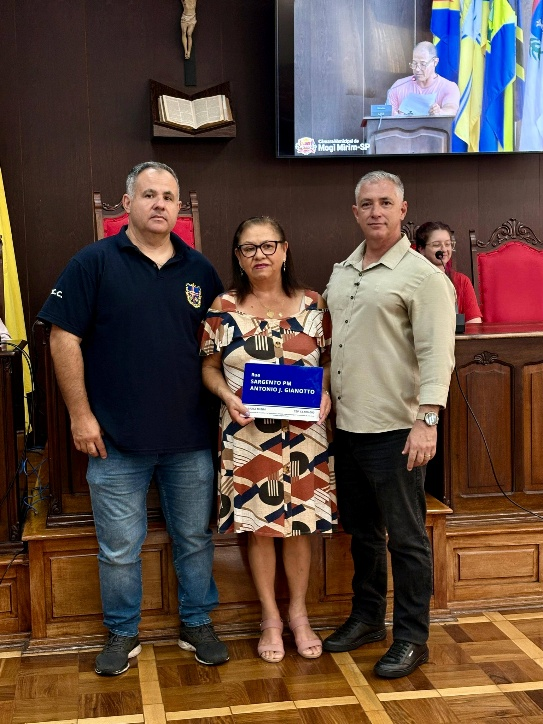 Câmara Municipal de
Mogi Mirim-SP
Rua
SARGENTO PM
ANTONIO J. GIANOTTO